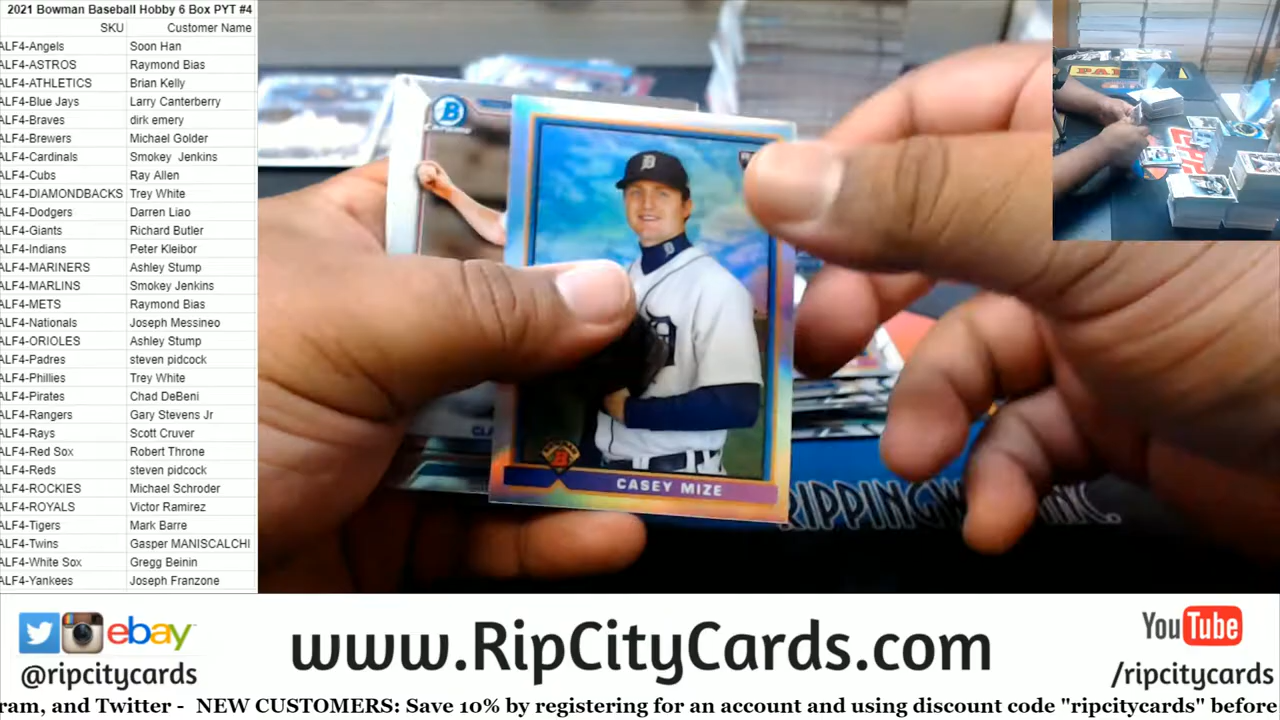 2021 Bowman Baseball Hobby 6 Box PYT #4
SKU Customer Name
ALF4-Angels Soon Han
ALF4-ASTROS Raymond Bias
ALF4-ATHLETICS Brian Kelly
ALF4-Blue Jays Larry Canterberry
ALF4-Braves dirk emery
ALF4-Brewers Michael Golder
ALF4-Cardinals Smokey Jenkins
ALF4-Cubs Ray Allen
ALF4-DIAMONDBACKS Trey White
ALF4-Dodgers Darren Liao
ALF4-Giants Richard Butler
ALF4-Indians Peter Kleibor
ALF4-MARINERS Ashley Stump
ALF4-MARLINS Smokey Jenkins
ALF4-METS Raymond Bias
ALF4-Nationals Joseph Messineo
ALF4-ORIOLES Ashley Stump
ALF4-Padres steven pidcock
ALF4-Phillies Trey White
ALF4-Pirates Chad DeBeni
ALF4-Rangers Gary Stevens Jr
ALF4-Rays Scott Cruver
ALF4-Red Sox Robert Throne
ALF4-Reds steven pidcock
ALF4-ROCKIES Michael Schroder
ALF4-ROYALS Victor Ramirez
ALF4-Tigers Mark Barre
ALF4-Twins Gasper MANISCALCHI
ALF4-White Sox Gregg Beinin
ALF4-Yankees Joseph Franzone
B
Chrome
D
CASEY MIZE
ebay
@ripcitycards
www.RipCityCards.com
YouTube
/ripcitycards
ram, and Twitter - NEW CUSTOMERS: Save 10% by registering for an account and using discount code "ripcitycards" before